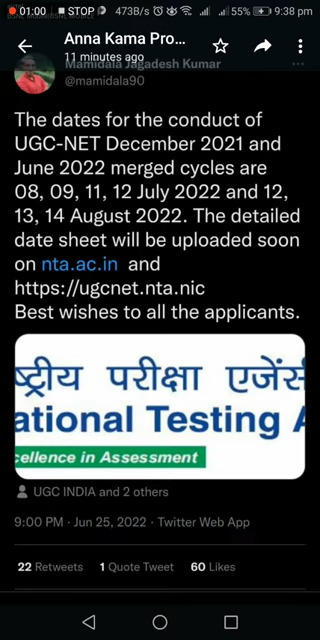 01:00 STOP 473B/s 55% 9:38 pm
Anna Kama Pro...
11 minutes ago
Mamidala Jagadesh Kumar
@mamidala90
The dates for the conduct of
UGC-NET December 2021 and
June 2022 merged cycles are
08, 09, 11, 12 July 2022 and 12,
13, 14 August 2022. The detailed
date sheet will be uploaded soon
on nta.ac.in and
https://ugcnet.nta.nic
Best wishes to all the applicants.
ष्ट्रीय परीक्षा एजेंस
ational Testing A
cellence in Assessment
UGC INDIA and 2 others
9:00 PM · Jun 25, 2022 · Twitter Web App
22 Retweets 1 Quote Tweet 60 Likes